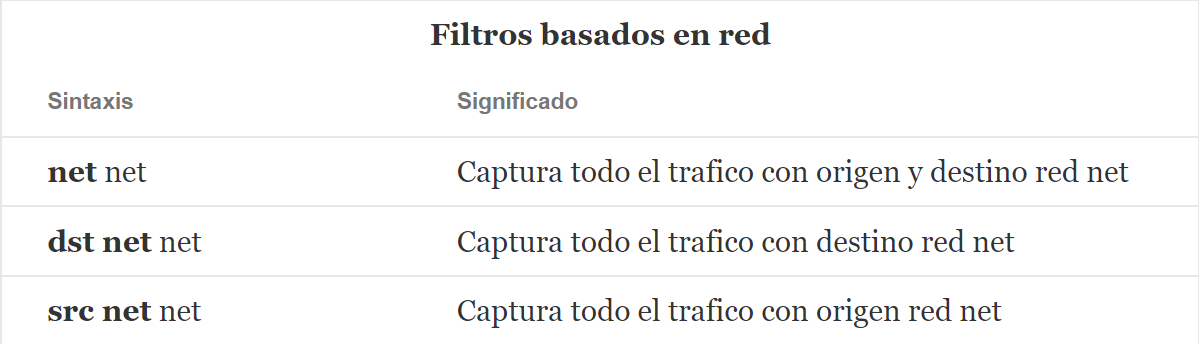 Filtros basados en red
Sintaxis Significado
net net Captura todo el trafico con origen y destino red net
dst net net Captura todo el trafico con destino red net
src net net Captura todo el trafico con origen red net